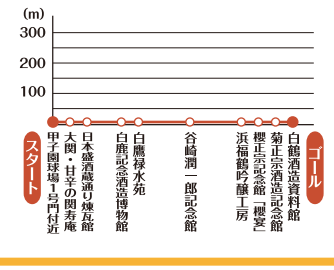 (m)
300
200
100
スタート
甲子園球場1号門付近
大関・甘辛の関寿庵
日本盛酒蔵通り煉瓦館
白鹿記念酒造博物館
白鷹禄水苑
谷崎潤一郎記念館
浜福鶴吟醸工房
櫻正宗記念館「櫻宴」
菊正宗酒造記念館
白鶴酒造資料館
ゴール